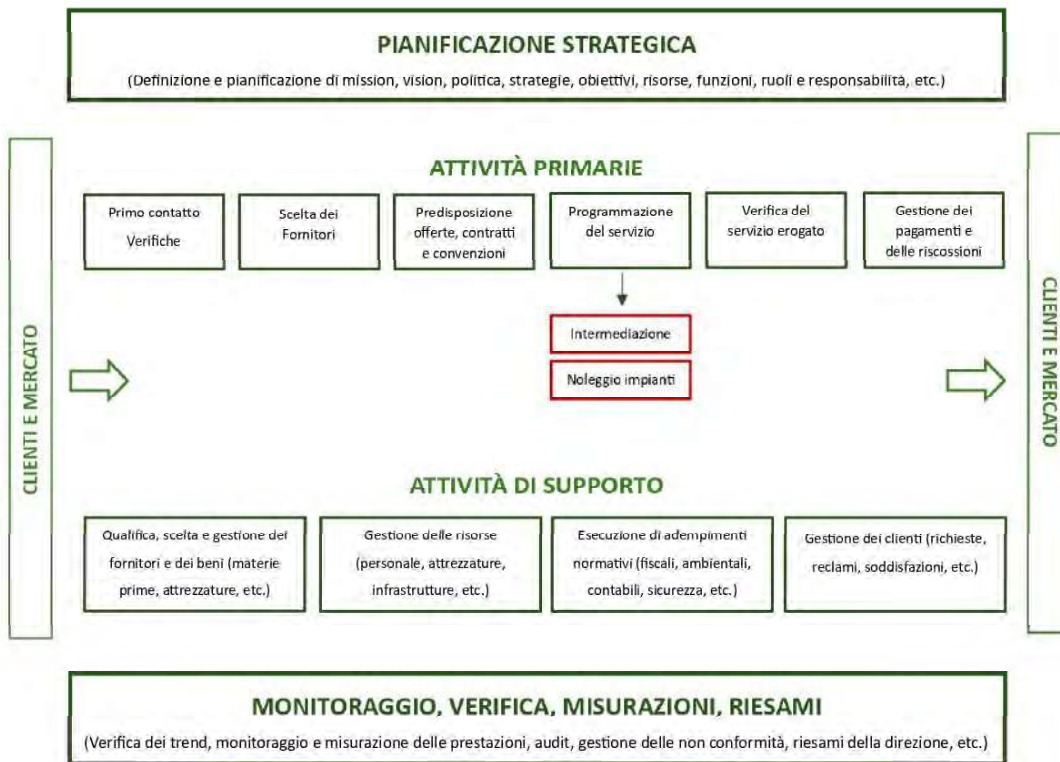 PIANIFICAZIONE STRATEGICA
(Definizione e pianificazione di mission, vision, politica, strategie, obiettivi, risorse, funzioni, ruoli e responsabilità, etc.)
CLIENTI E MERCATO
ATTIVITÀ PRIMARIE
Primo contatto
Verifiche
Scelta dei
Fornitori
Predisposizione
offerte, contratti
e convenzioni
Programmazione
del servizio
Verifica del
servizio erogato
Gestione dei
pagamenti e
delle riscossioni
Intermediazione
Noleggio impianti
ATTIVITÀ DI SUPPORTO
Qualifica, scelta e gestione dei
fornitori e dei beni (materie
prime, attrezzature, etc.)
Gestione delle risorse
(personale, attrezzature,
infrastrutture, etc.)
Esecuzione di adempimenti
normativi (fiscali, ambientali,
contabili, sicurezza, etc.)
Gestione dei clienti (richieste,
reclami, soddisfazioni, etc.)
CLIENTI E MERCATO
MONITORAGGIO, VERIFICA, MISURAZIONI, RIESAMI
(Verifica dei trend, monitoraggio e misurazione delle prestazioni, audit, gestione delle non conformità, riesami della direzione, etc.)